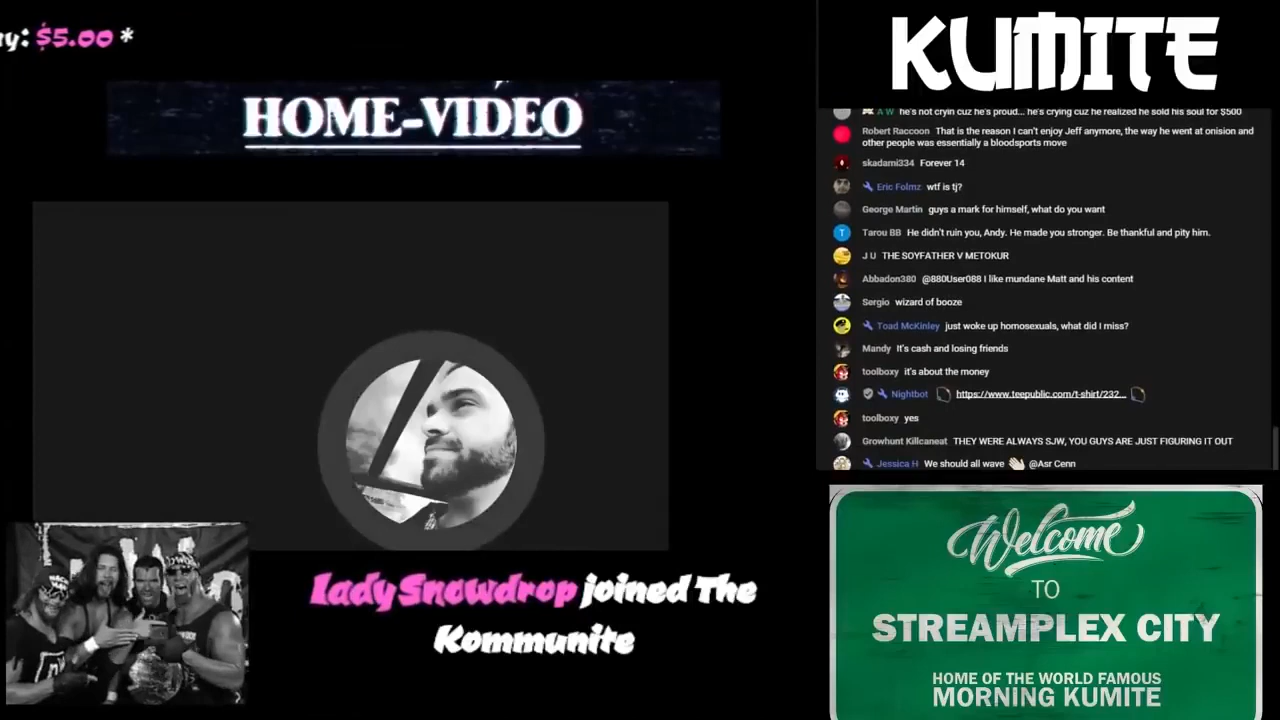 ny: $5.00 *
HOME-VIDEO
LadySnowdrop joined The
Kommunite
KUMITE
A W he's not cryin cuz he's proud... he's crying cuz he realized he sold his soul for $500
Robert Raccoon That is the reason I can't enjoy Jeff anymore, the way he went at onision and
other people was essentially a bloodsports move
skadami334 Forever 14
Eric Folmz wtf is tj?
George Martin guys a mark for himself, what do you want
T Tarou BB He didn't ruin you, Andy. He made you stronger. Be thankful and pity him.
J U THE SOYFATHER V METOKUR
Abbadon380 @880User088 I like mundane Matt and his content
Sergio wizard of booze
Toad McKinley just woke up homosexuals, what did I miss?
Mandy It's cash and losing friends
toolboxy it's about the money
Nightbot https://www.teepublic.com/t-shirt/232...
toolboxy yes
Growhunt Killcaneat THEY WERE ALWAYS SJW, YOU GUYS ARE JUST FIGURING IT OUT
Jessica H We should all wave 👋🏻 @Asr Cenn
Welcome
TO
STREAMPLEX CITY
HOME OF THE WORLD FAMOUS
MORNING KUMITE